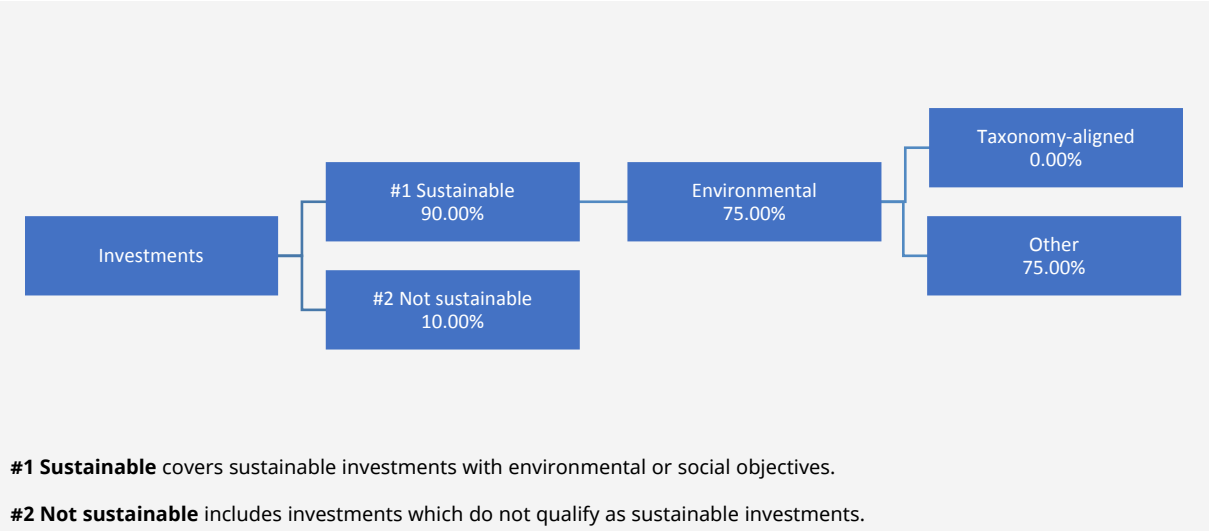 Taxonomy-aligned
0.00%
#1 Sustainable
90.00%
Environmental
75.00%
Investments
Other
75.00%
#2 Not sustainable
10.00%
#1 Sustainable covers sustainable investments with environmental or social objectives.
#2 Not sustainable includes investments which do not qualify as sustainable investments.